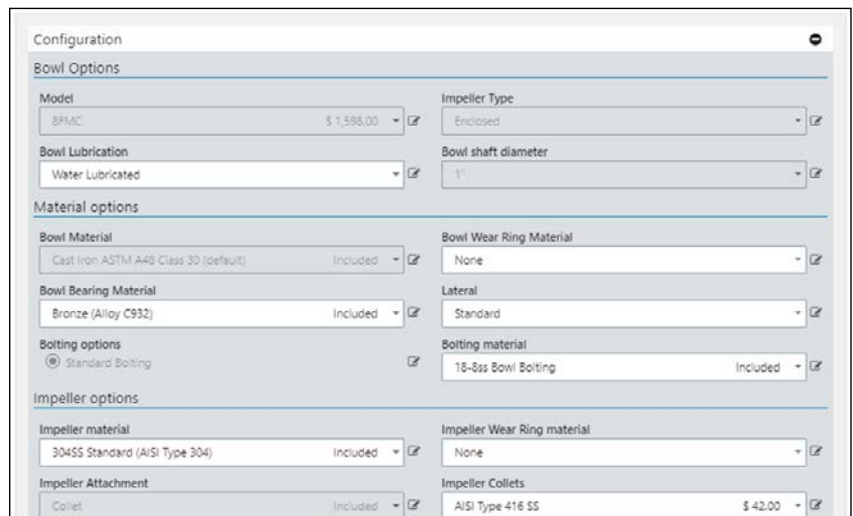 Configuration
Bowl Options
Model Impeller Type
8FMC $ 1,598.00 Enclosed
Bowl Lubrication Bowl shaft diameter
Water Lubricated 1"
Material options
Bowl Material Bowl Wear Ring Material
Cast Iron ASTM A48 Class 30 (default) Included None
Bowl Bearing Material Lateral
Bronze (Alloy C932) Included Standard
Bolting options Bolting material
Standard Bolting 18-8ss Bowl Bolting Included
Impeller options
Impeller material Impeller Wear Ring material
304SS Standard (AISI Type 304) Included None
Impeller Attachment Impeller Collets
Collet Included AISI Type 416 SS $ 42.00